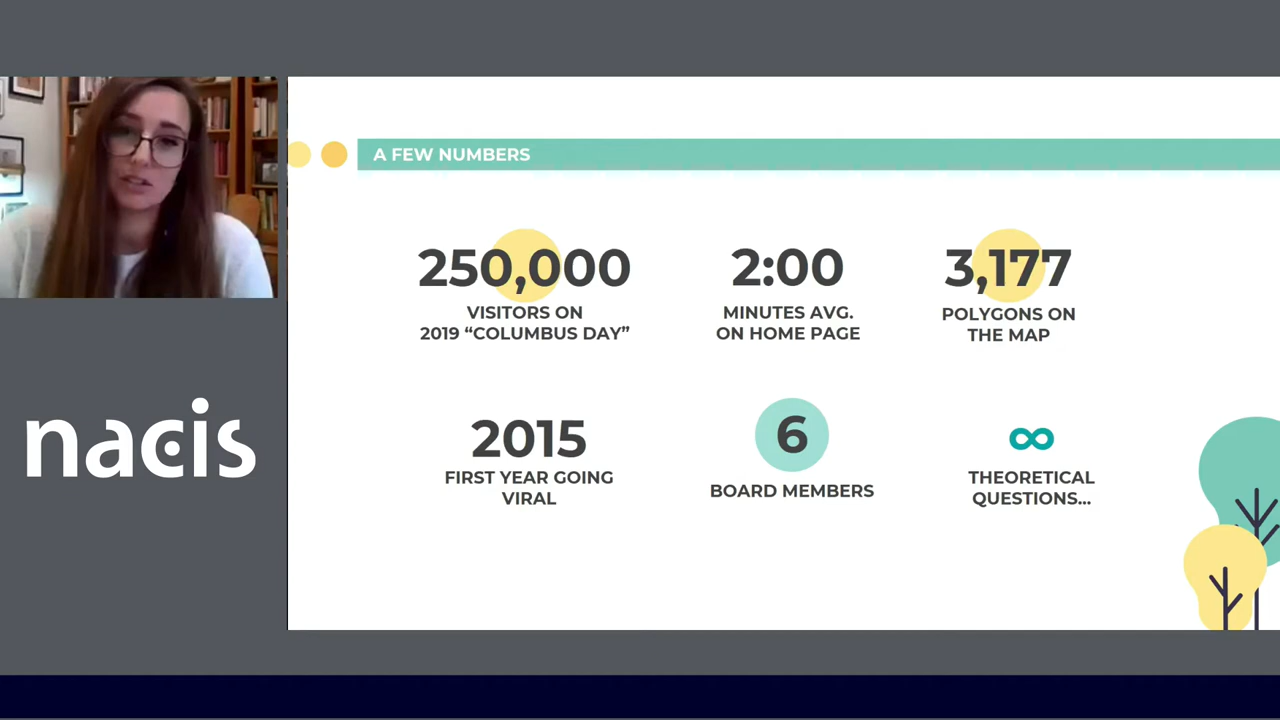 A FEW NUMBERS
250,000
VISITORS ON
2019 “COLUMBUS DAY”
2:00
MINUTES AVG.
ON HOME PAGE
3,177
POLYGONS ON
THE MAP
2015
FIRST YEAR GOING
VIRAL
6
BOARD MEMBERS
∞
THEORETICAL
QUESTIONS...
nacis